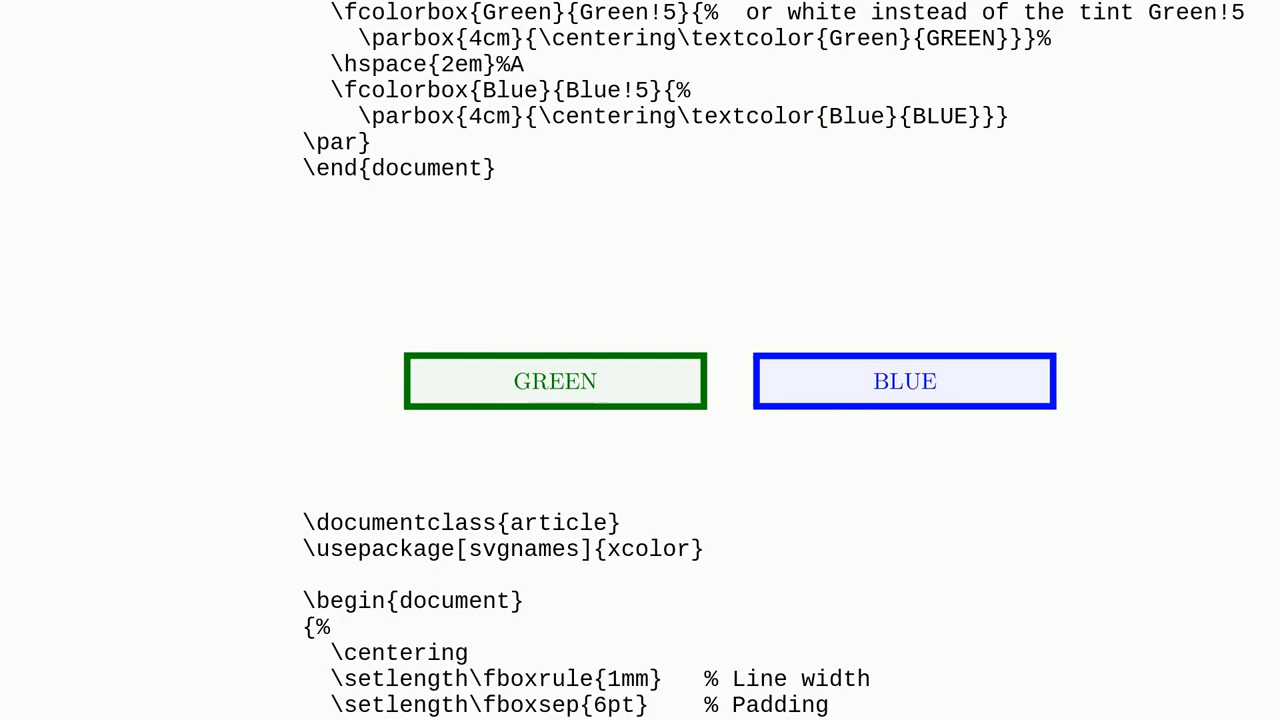 \fcolorbox{Green}{Green!5}{%  or white instead of the tint Green!5
\parbox{4cm}{\centering\textcolor{Green}{GREEN}}}%
\hspace{2em}%A
\fcolorbox{Blue}{Blue!5}{%
\parbox{4cm}{\centering\textcolor{Blue}{BLUE}}}
\par}
\end{document}
GREEN BLUE
\documentclass{article}
\usepackage[svgnames]{xcolor}
\begin{document}
{%
\centering
\setlength\fboxrule{1mm}   % Line width
\setlength\fboxsep{6pt}    % Padding